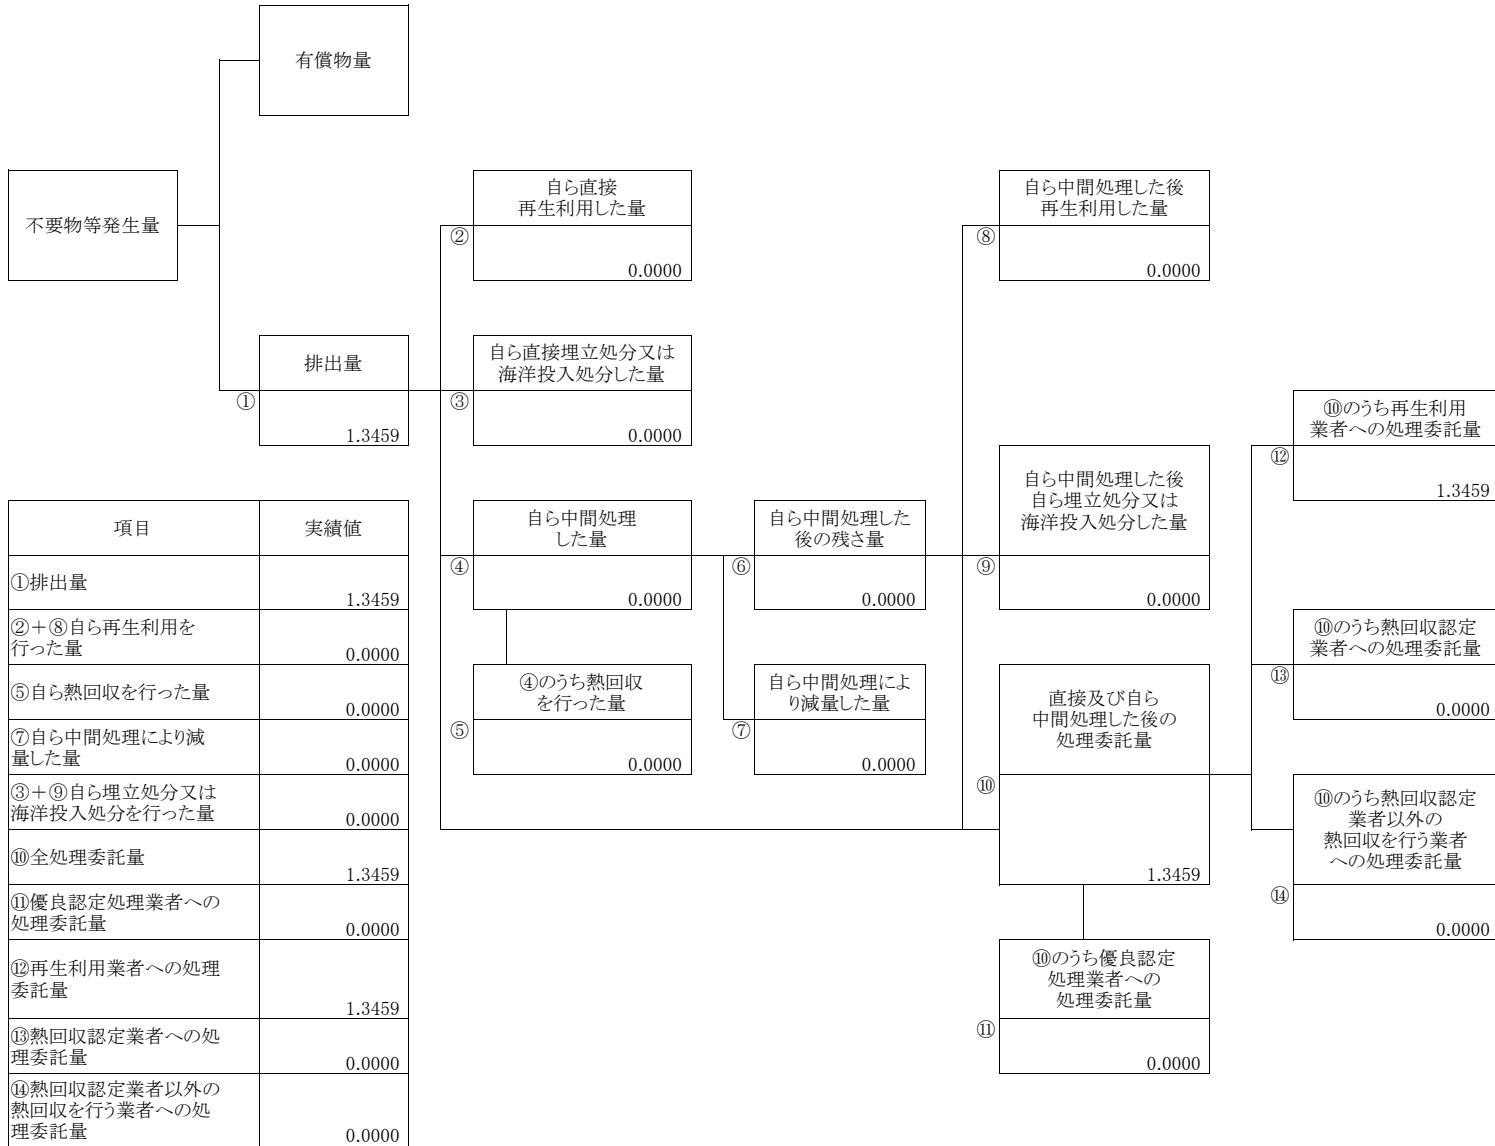 有償物量
不要物等発生量
自ら直接
再生利用した量
②
0.0000
自ら中間処理した後
再生利用した量
⑧
0.0000
排出量
①
1.3459
自ら直接埋立処分又は
海洋投入処分した量
③
0.0000
⑩のうち再生利用
業者への処理委託量
⑫
1.3459
自ら中間処理
した量
④
0.0000
自ら中間処理した
後の残さ量
⑥
0.0000
自ら中間処理した後
自ら埋立処分又は
海洋投入処分した量
⑨
0.0000
⑩のうち熱回収認定
業者への処理委託量
⑬
0.0000
④のうち熱回収
を行った量
⑤
0.0000
自ら中間処理によ
り減量した量
⑦
0.0000
直接及び自ら
中間処理した後の
処理委託量
⑩
1.3459
⑩のうち熱回収認定
業者以外の
熱回収を行う業者
への処理委託量
⑭
0.0000
⑩のうち優良認定
処理業者への
処理委託量
⑪
0.0000
項目 実績値
①排出量 1.3459
②＋⑧自ら再生利用を
行った量 0.0000
⑤自ら熱回収を行った量 0.0000
⑦自ら中間処理により減
量した量 0.0000
③＋⑨自ら埋立処分又は
海洋投入処分を行った量 0.0000
⑩全処理委託量 1.3459
⑪優良認定処理業者への
処理委託量 0.0000
⑫再生利用業者への処理
委託量 1.3459
⑬熱回収認定業者への処
理委託量 0.0000
⑭熱回収認定業者以外の
熱回収を行う業者への処
理委託量 0.0000